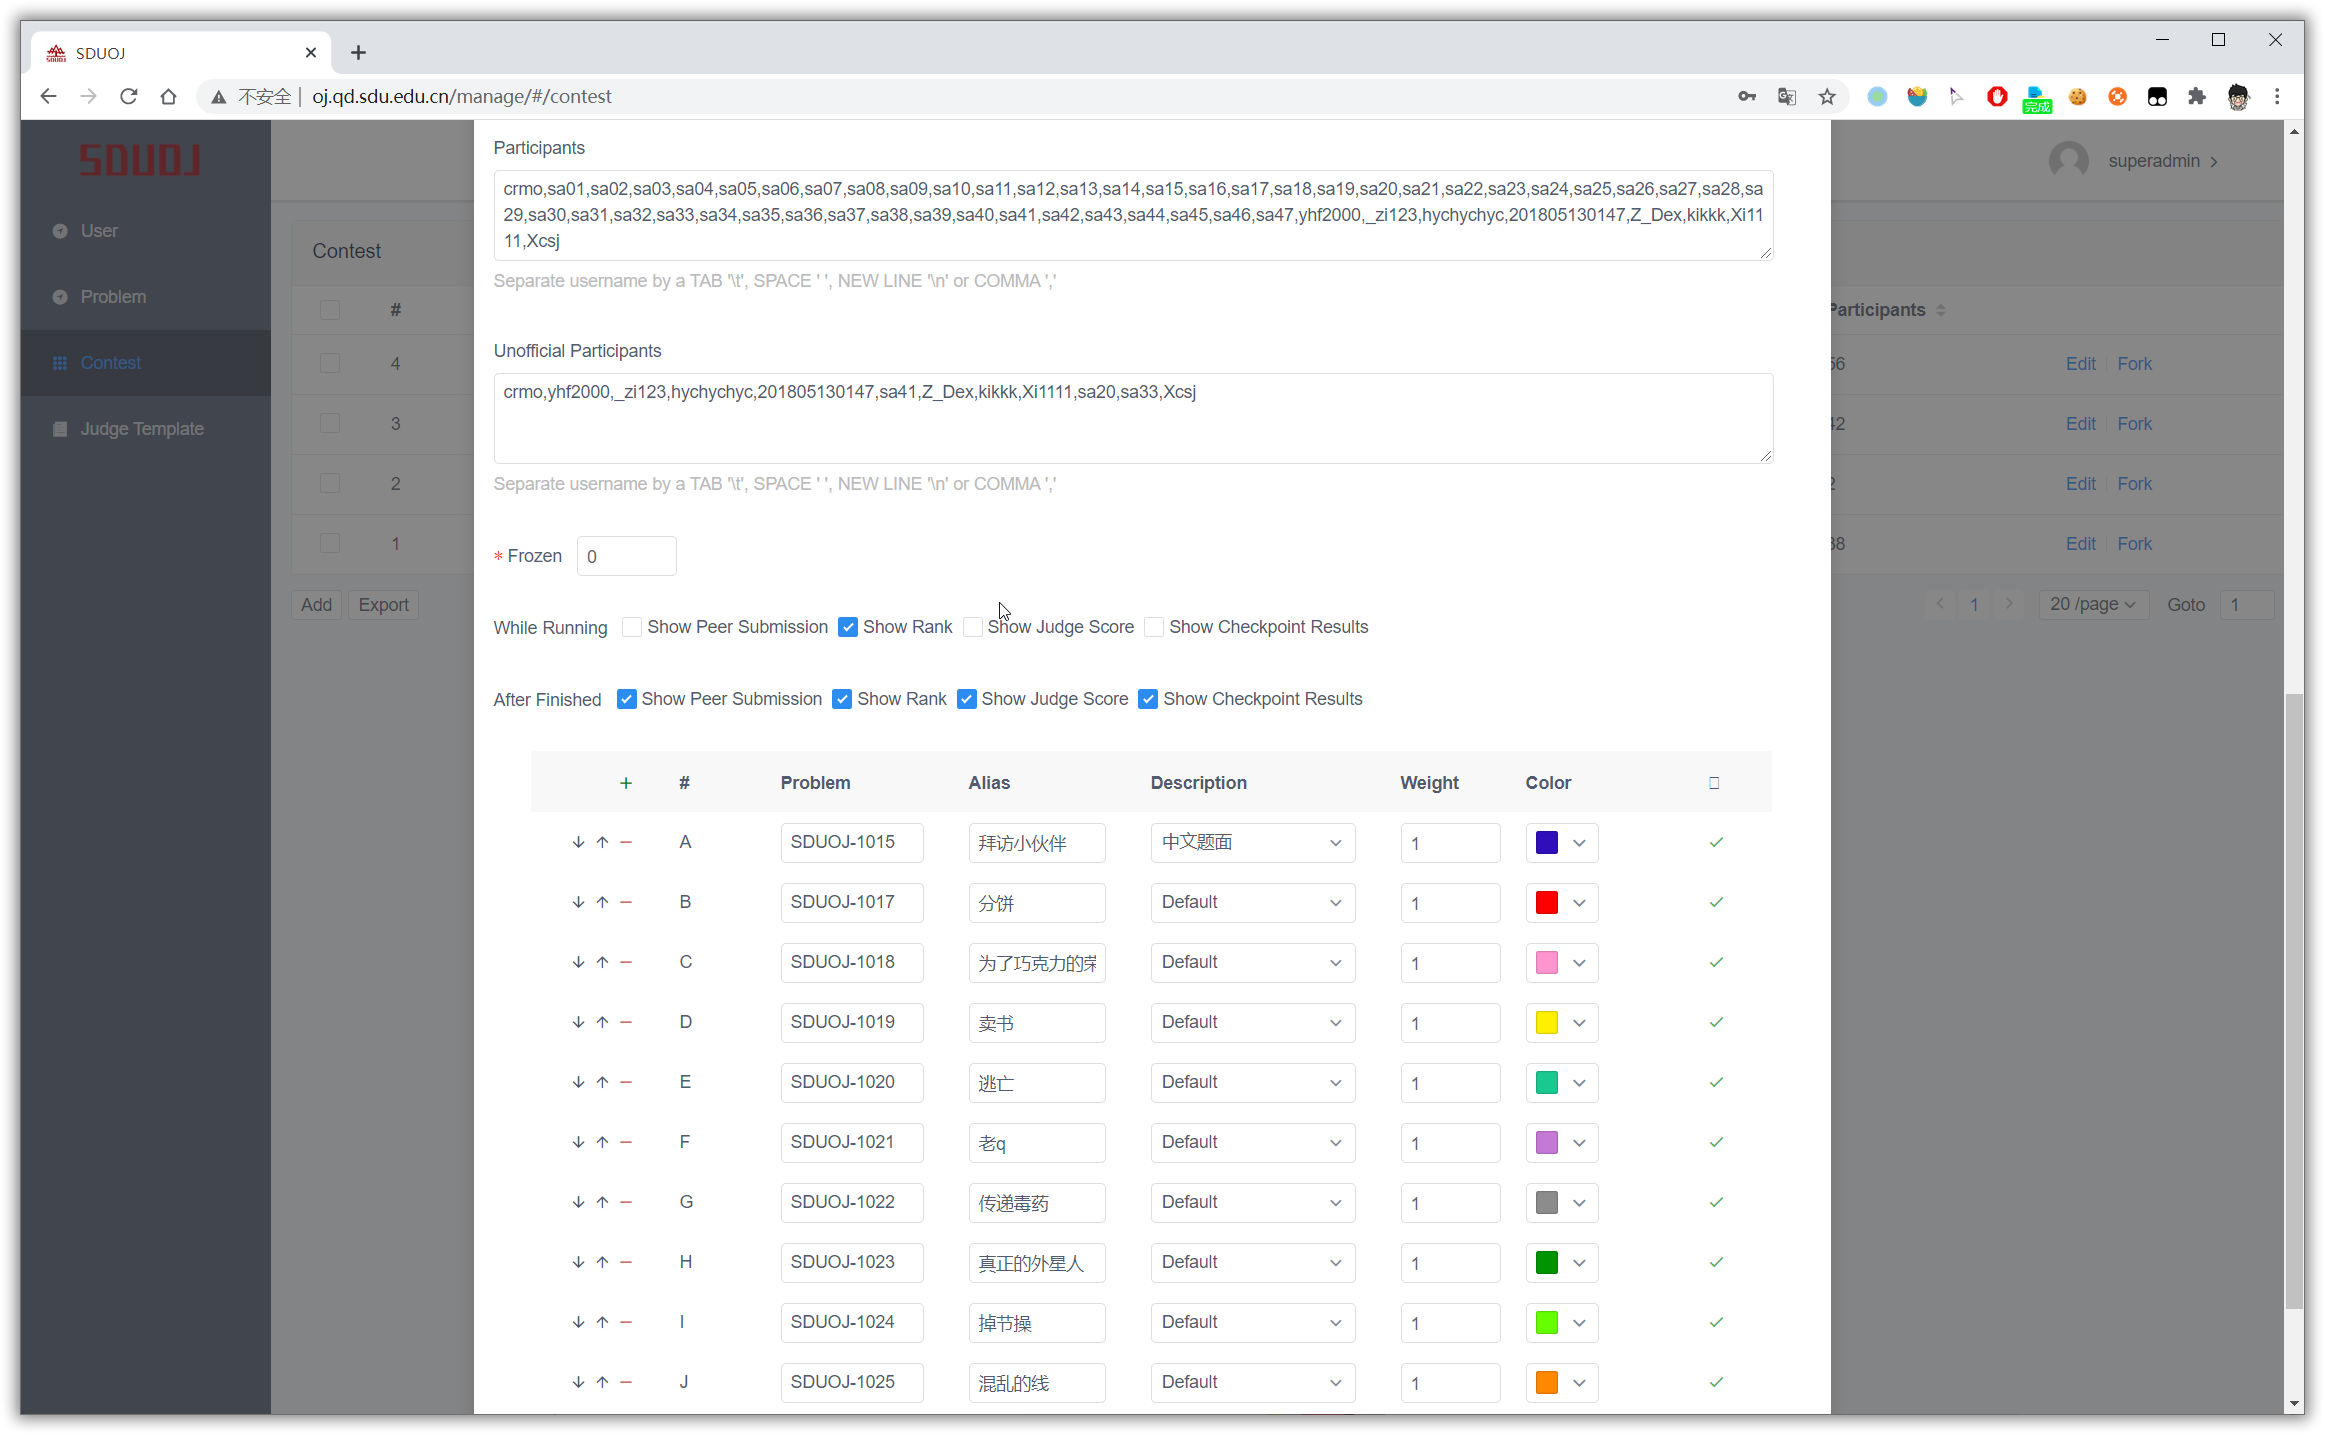 SDUOJ
不安全 oj.qd.sdu.edu.cn/manage/#/contest
完成
SDUOJ
superadmin
User
Problem
Contest
Judge Template
Contest
#
Participants
4
56
Edit Fork
3
42
Edit Fork
2
2
Edit Fork
1
38
Edit Fork
Add Export
1 20 /page Goto 1
Participants
crmo,sa01,sa02,sa03,sa04,sa05,sa06,sa07,sa08,sa09,sa10,sa11,sa12,sa13,sa14,sa15,sa16,sa17,sa18,sa19,sa20,sa21,sa22,sa23,sa24,sa25,sa26,sa27,sa28,sa
29,sa30,sa31,sa32,sa33,sa34,sa35,sa36,sa37,sa38,sa39,sa40,sa41,sa42,sa43,sa44,sa45,sa46,sa47,yhf2000,_zi123,hychychyc,201805130147,Z_Dex,kikkk,Xi11
11,Xcsj
Separate username by a TAB '\t', SPACE ' ', NEW LINE '\n' or COMMA ','
Unofficial Participants
crmo,yhf2000,_zi123,hychychyc,201805130147,sa41,Z_Dex,kikkk,Xi1111,sa20,sa33,Xcsj
Separate username by a TAB '\t', SPACE ' ', NEW LINE '\n' or COMMA ','
* Frozen 0
While Running Show Peer Submission Show Rank Show Judge Score Show Checkpoint Results
After Finished Show Peer Submission Show Rank Show Judge Score Show Checkpoint Results
# Problem Alias Description Weight Color
A SDUOJ-1015 拜访小伙伴 中文题面 1
B SDUOJ-1017 分饼 Default 1
C SDUOJ-1018 为了巧克力的荣 Default 1
D SDUOJ-1019 卖书 Default 1
E SDUOJ-1020 逃亡 Default 1
F SDUOJ-1021 老q Default 1
G SDUOJ-1022 传递毒药 Default 1
H SDUOJ-1023 真正的外星人 Default 1
I SDUOJ-1024 掉节操 Default 1
J SDUOJ-1025 混乱的线 Default 1